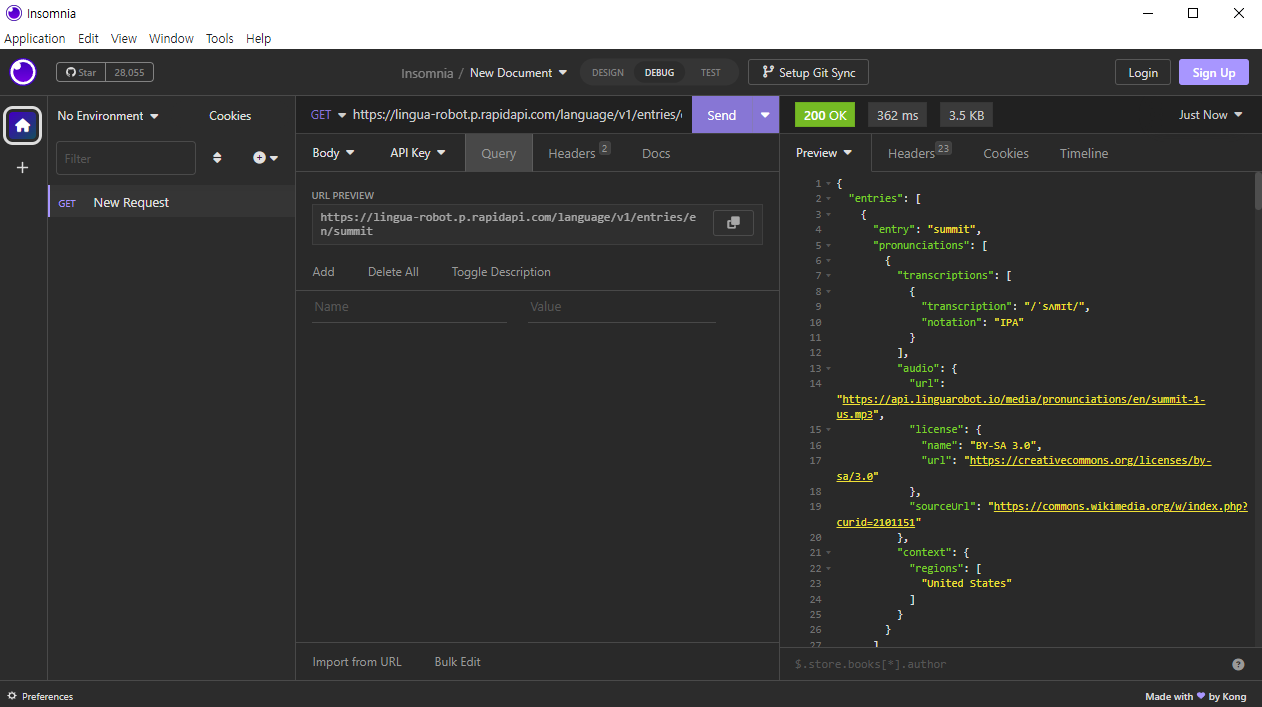 Insomnia
Application Edit View Window Tools Help
Star 28,055
Insomnia / New Document DESIGN DEBUG TEST Setup Git Sync Login Sign Up
No Environment Cookies
Filter
GET New Request
GET https://lingua-robot.p.rapidapi.com/language/v1/entries/ Send
Body API Key Query Headers 2 Docs
URL PREVIEW
https://lingua-robot.p.rapidapi.com/language/v1/entries/e
n/summit
Add Delete All Toggle Description
Name Value
Import from URL Bulk Edit
200 OK 362 ms 3.5 KB Just Now
Preview Headers 23 Cookies Timeline
1 {
2 "entries": [
3 {
4 "entry": "summit",
5 "pronunciations": [
6 {
7 "transcriptions": [
8 {
9 "transcription": "/ˈsʌmɪt/",
10 "notation": "IPA"
11 }
12 ],
13 "audio": {
14 "url":
"https://api.linguarobot.io/media/pronunciations/en/summit-1-
us.mp3",
15 "license": {
16 "name": "BY-SA 3.0",
17 "url": "https://creativecommons.org/licenses/by-
sa/3.0"
18 },
19 "sourceUrl": "https://commons.wikimedia.org/w/index.php?
curid=2101151"
20 },
21 "context": {
22 "regions": [
23 "United States"
24 ]
25 }
26 }
27 ]
$.store.books[*].author
Preferences Made with by Kong